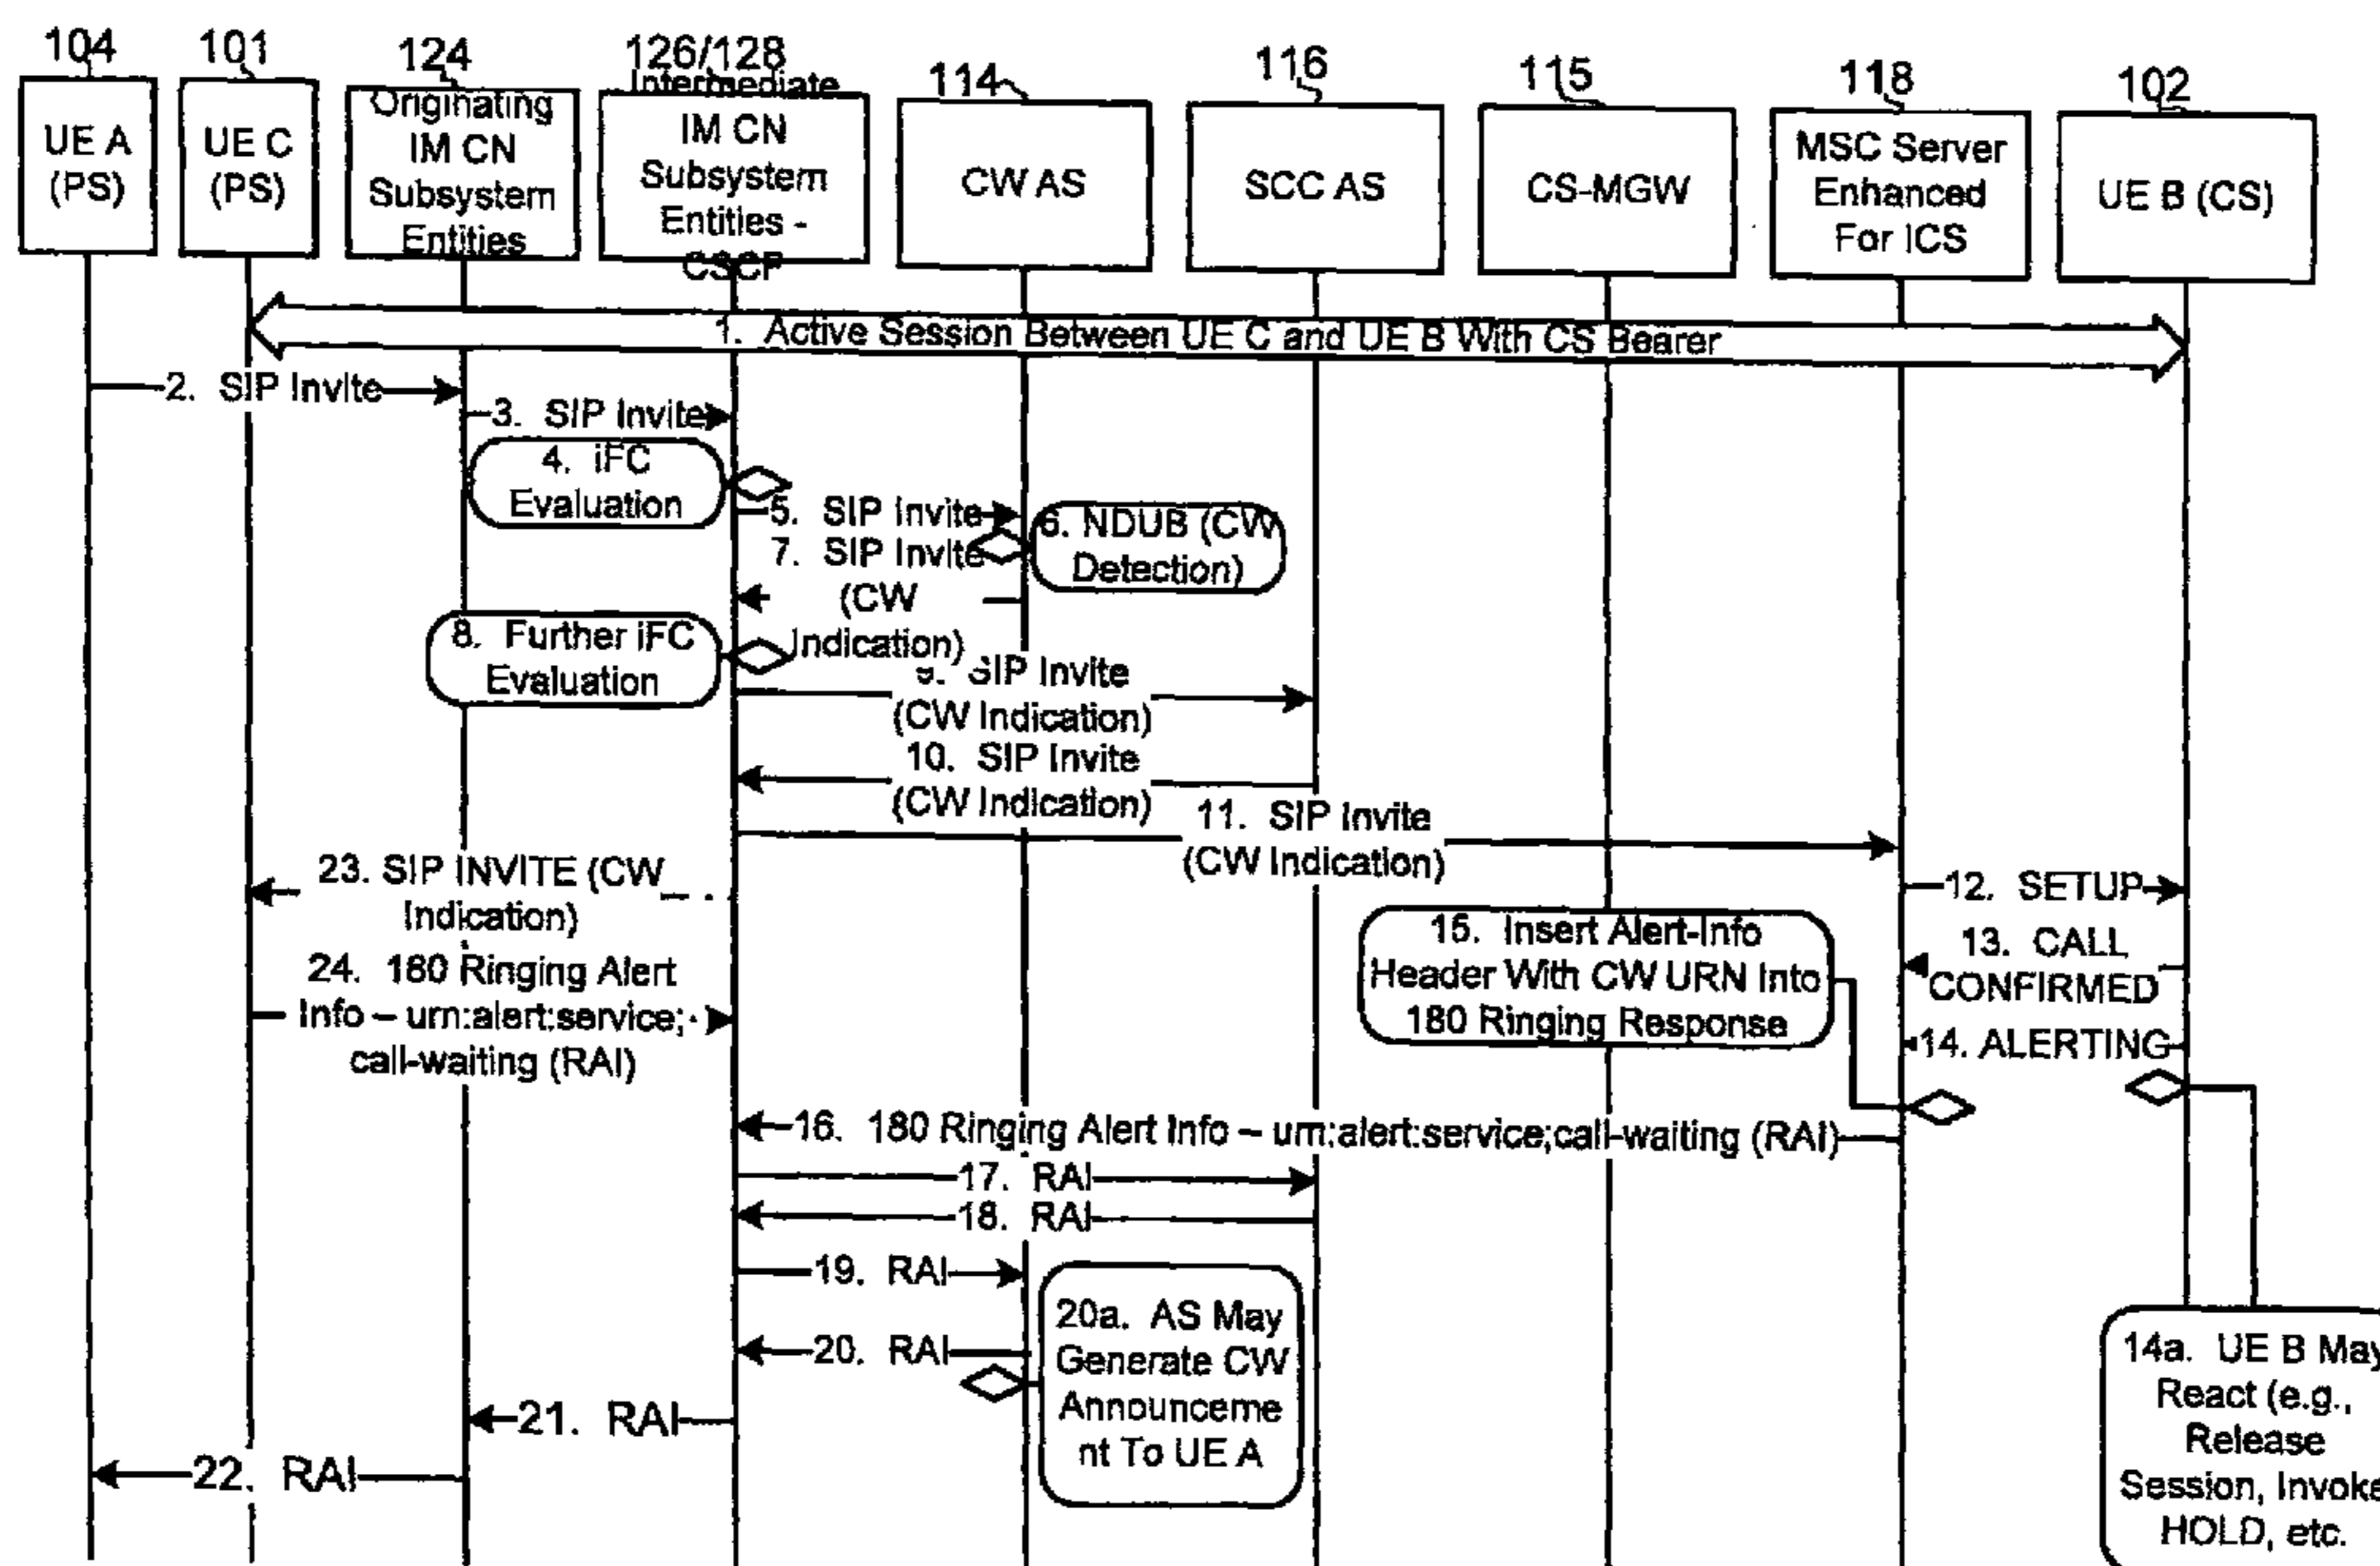 104
101
124
126/128
114
116
115
118
102
UE A
(PS)
UE C
(PS)
Originating
IM CN
Subsystem
Entities
Intermediate
IM CN
Subsystem
Entities -
CSCF
CW AS
SCC AS
CS-MGW
MSC Server
Enhanced
For ICS
UE B (CS)
1. Active Session Between UE C and UE B With CS Bearer
2. SIP Invite
3. SIP Invite
4. iFC
Evaluation
5. SIP Invite
6. NDUB (CW
Detection)
7. SIP Invite
(CW
Indication)
8. Further iFC
Evaluation
9. SIP Invite
(CW Indication)
10. SIP Invite
(CW Indication)
11. SIP Invite
(CW Indication)
23. SIP INVITE (CW
Indication)
12. SETUP
13. CALL
CONFIRMED
15. Insert Alert-Info
Header With CW URN Into
180 Ringing Response
24. 180 Ringing Alert
Info – urn:alert:service;
call-waiting (RAI)
14. ALERTING
16. 180 Ringing Alert Info – urn:alert:service;call-waiting (RAI)
17. RAI
18. RAI
19. RAI
20a. AS May
Generate CW
Announceme
nt To UE A
20. RAI
21. RAI
22. RAI
14a. UE B May
React (e.g.,
Release
Session, Invoke
HOLD, etc.